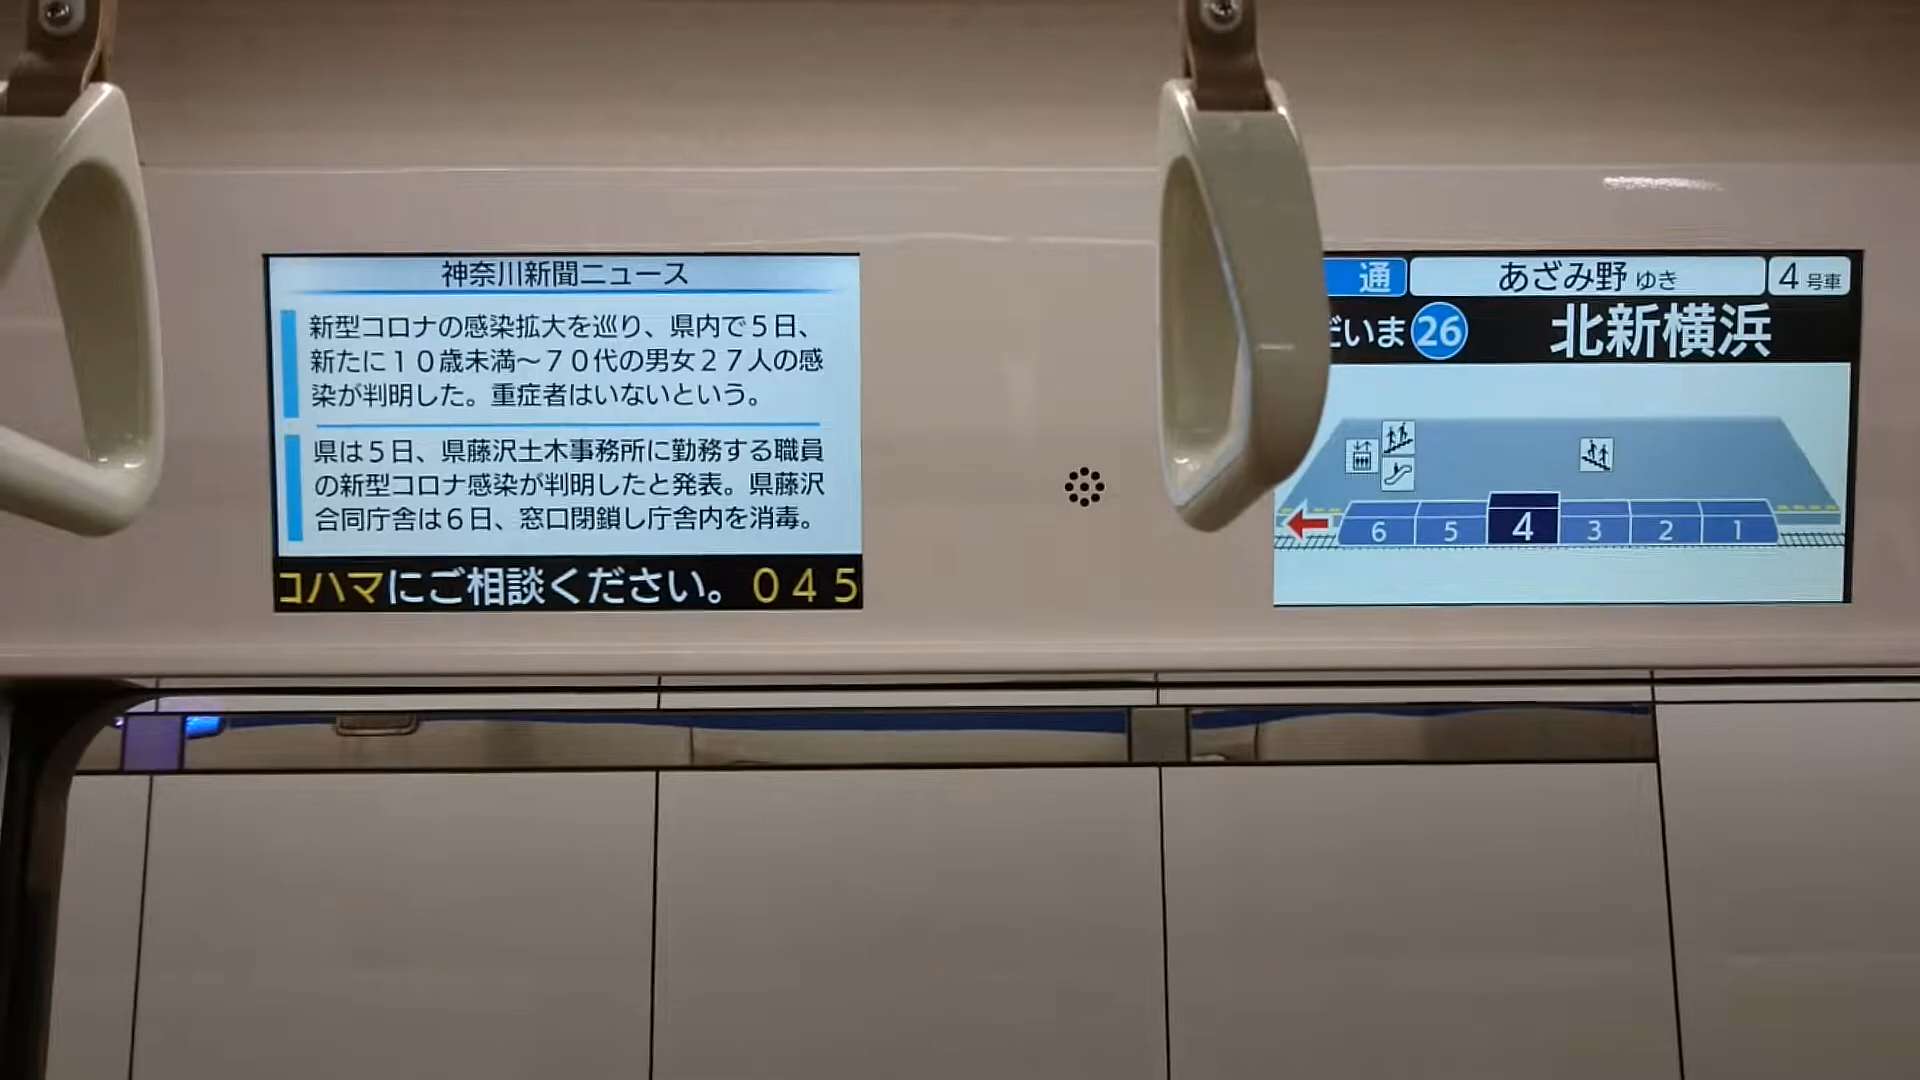 神奈川新聞ニュース
新型コロナの感染拡大を巡り、県内で５日、
新たに１０歳未満～７０代の男女２７人の感
染が判明した。重症者はいないという。
県は５日、県藤沢土木事務所に勤務する職員
の新型コロナ感染が判明したと発表。県藤沢
合同庁舎は６日、窓口閉鎖し庁舎内を消毒。
コハマにご相談ください。０４５
通 あざみ野 ゆき 4 号車
だいま 26 北新横浜
6 5 4 3 2 1